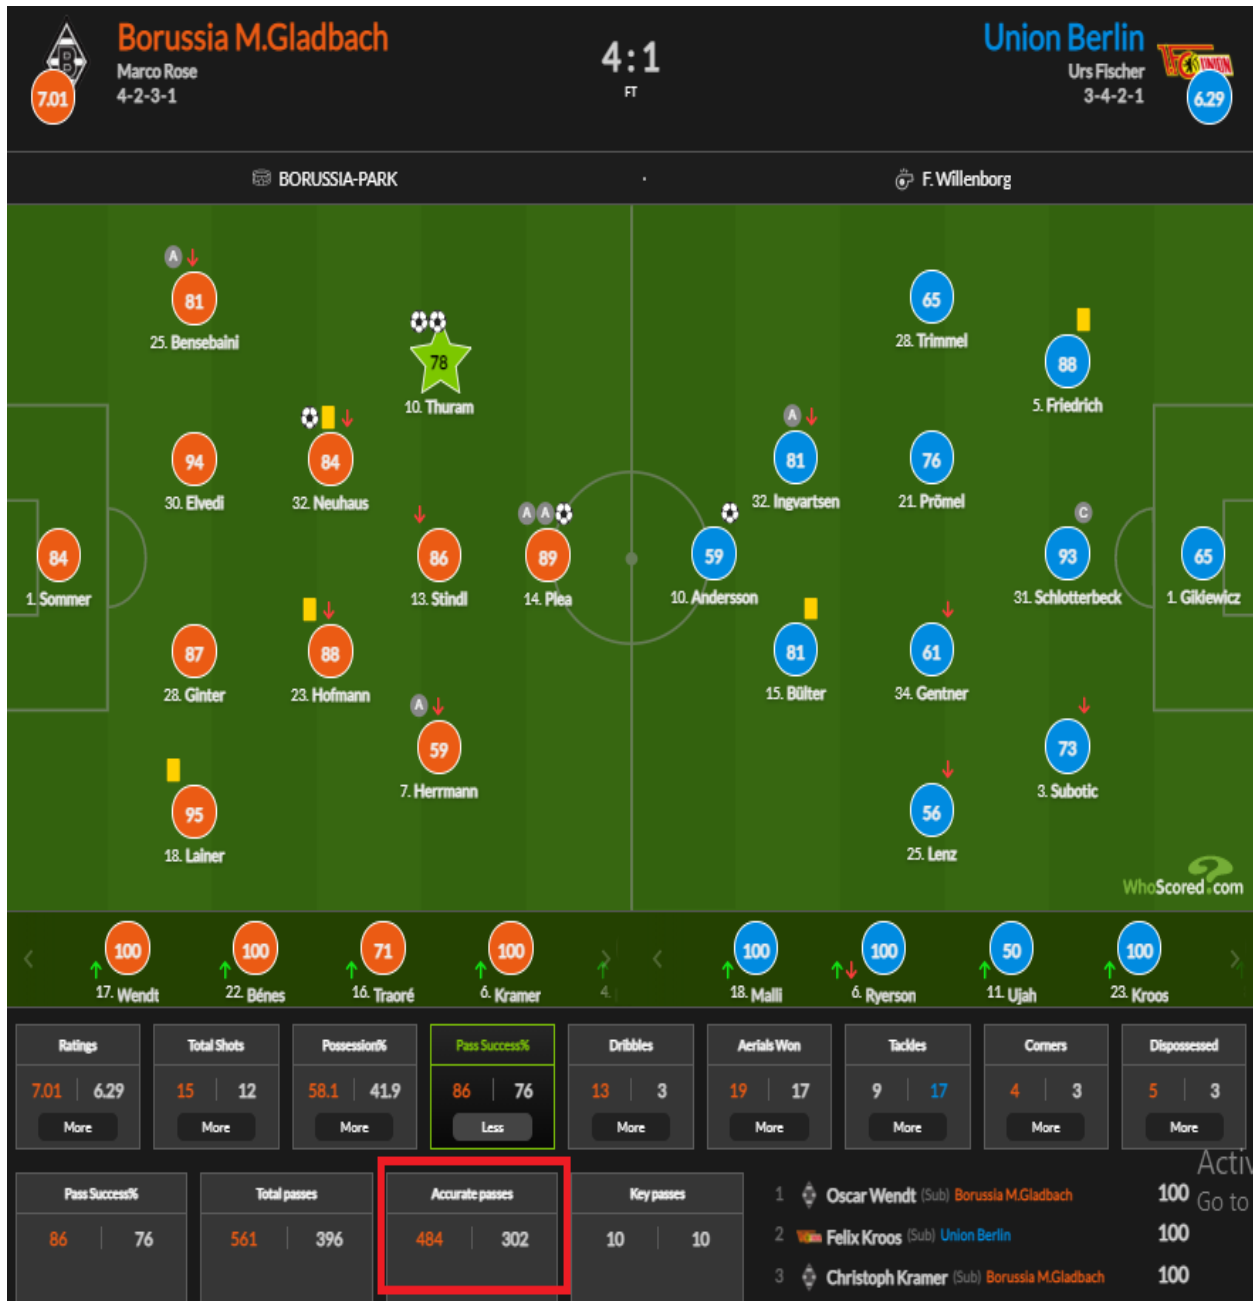 Borussia M.Gladbach
Marco Rose
4-2-3-1
7.01
4 : 1
FT
Union Berlin
Urs Fischer
3-4-2-1
UNION
6.29
BORUSSIA-PARK
F. Willenborg
A
81
25. Bensebaini
78
10. Thuram
94
30. Elvedi
84
32. Neuhaus
84
1. Sommer
86
13. Stindl
A A
89
14. Plea
87
28. Ginter
88
23. Hofmann
A
59
7. Herrmann
95
18. Lainer
65
28. Trimmel
88
5. Friedrich
A
81
32. Ingvartsen
76
21. Prömel
59
10. Andersson
C
93
31. Schlotterbeck
65
1. Gikiewicz
81
15. Bülter
61
34. Gentner
73
3. Subotic
56
25. Lenz
WhoScored.com
100 100 71 100 100 100 50 100
17. Wendt 22. Bénes 16. Traoré 6. Kramer 4. 18. Malli 6. Ryerson 11. Ujah 23. Kroos
Ratings Total Shots Possession% Pass Success% Dribbles Aerials Won Tackles Corners Dispossessed
7.01 6.29 15 12 58.1 41.9 86 76 13 3 19 17 9 17 4 3 5 3
More More More Less More More More More More
Pass Success% Total passes Accurate passes Key passes
86 76 561 396 484 302 10 10
1 Oscar Wendt (Sub) Borussia M.Gladbach 100
2 Felix Kroos (Sub) Union Berlin 100
3 Christoph Kramer (Sub) Borussia M.Gladbach 100
Activ
Go to